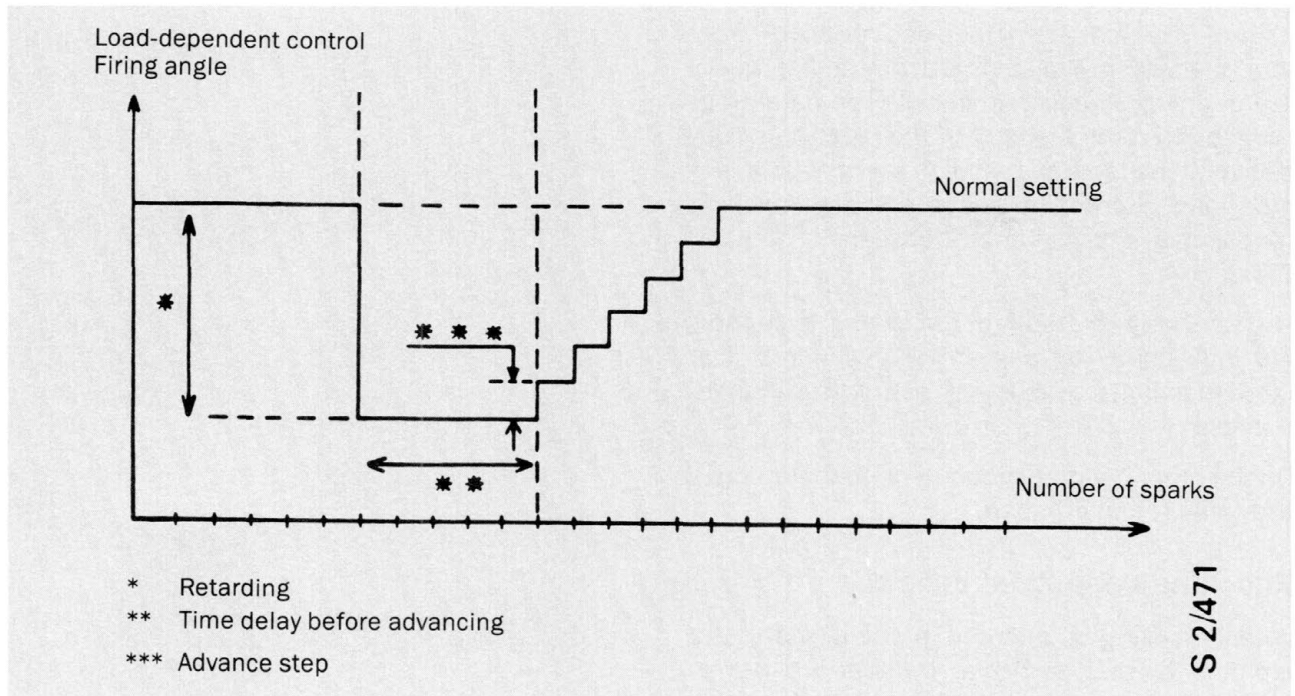 Load-dependent control
Firing angle
Normal setting
*
* * *
* *
Number of sparks
* Retarding
** Time delay before advancing
*** Advance step
S 2/471